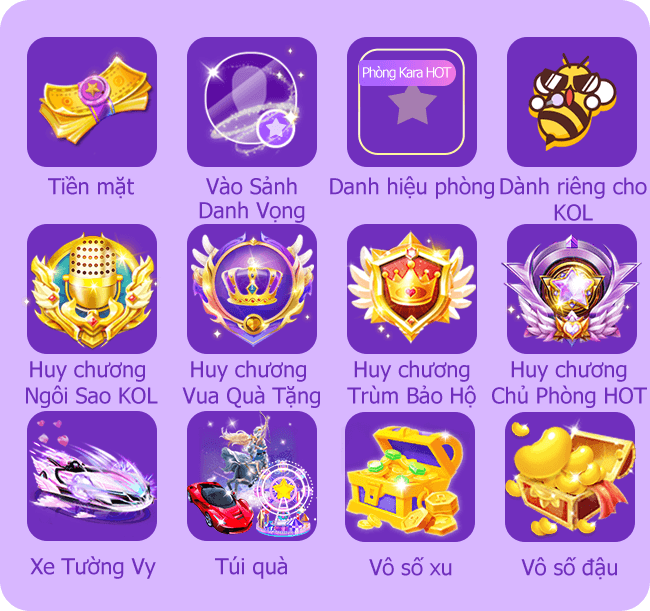 Phòng Kara HOT
Tiền mặt
Vào Sảnh
Danh Vọng
Danh hiệu phòng
Dành riêng cho
KOL
Huy chương
Ngôi Sao KOL
Huy chương
Vua Quà Tặng
Huy chương
Trùm Bảo Hộ
Huy chương
Chủ Phòng HOT
Xe Tường Vy
Túi quà
Vô số xu
Vô số đậu